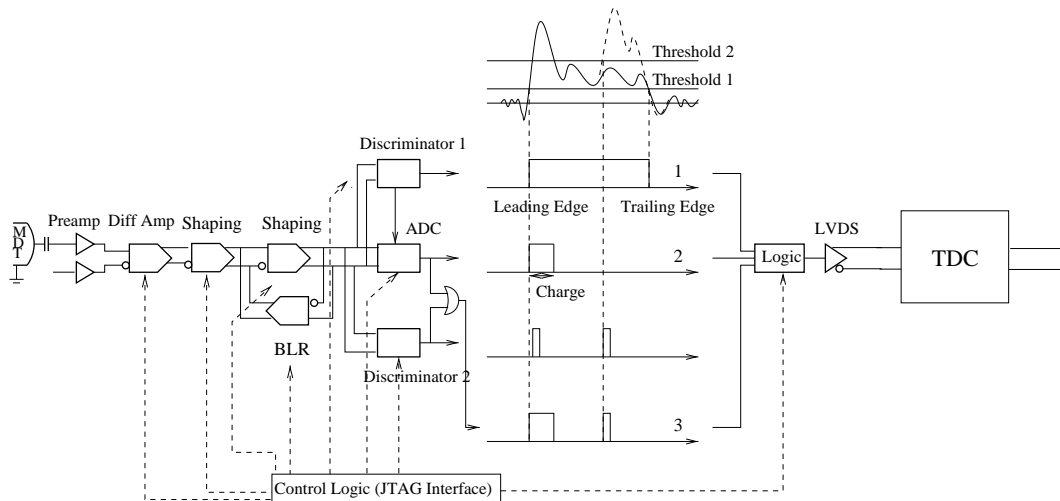 Threshold 2
Threshold 1
Discriminator 1
1
Leading Edge
Trailing Edge
MDT
Preamp
Diff Amp
Shaping
Shaping
ADC
2
Charge
Logic
LVDS
TDC
BLR
Discriminator 2
3
Control Logic (JTAG Interface)